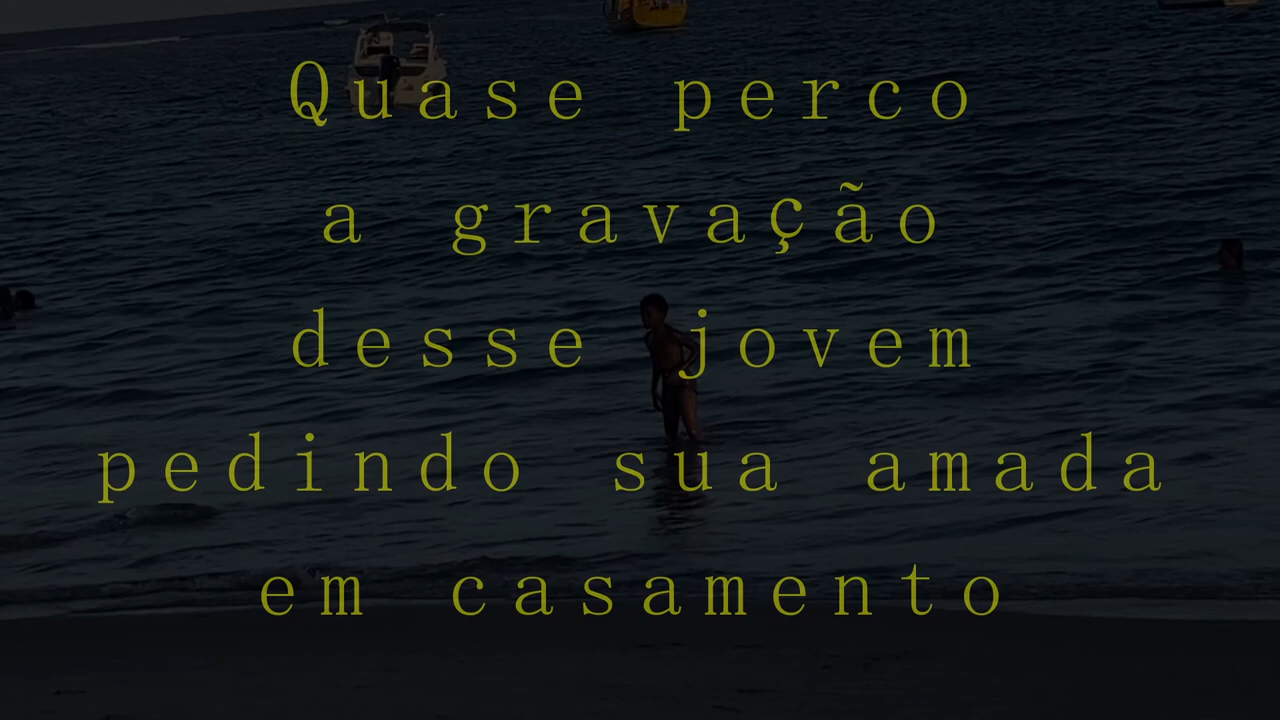 Quase perco
a gravação
desse jovem
pedindo sua amada
em casamento